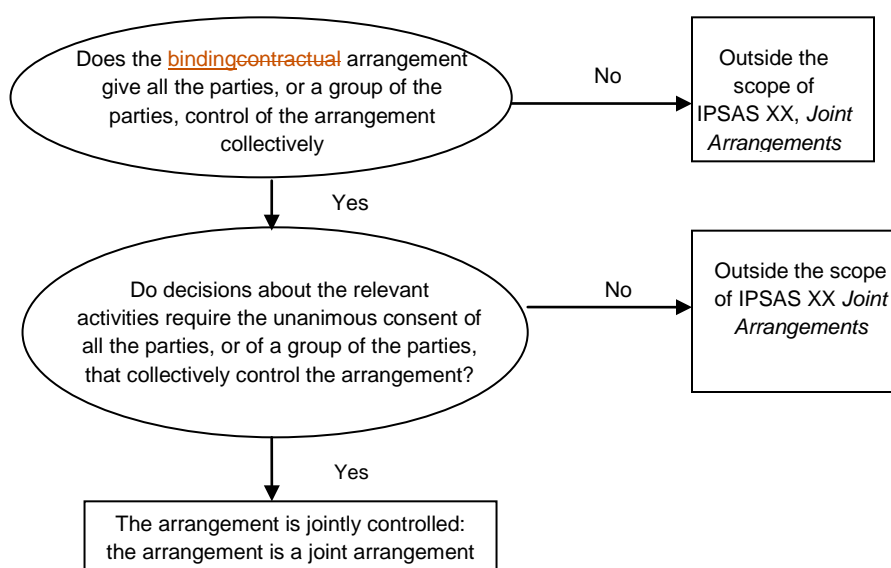 Does the bindingcontractual arrangement
give all the parties, or a group of the
parties, control of the arrangement
collectively
No
Outside the
scope of
IPSAS XX, Joint
Arrangements
Yes
Do decisions about the relevant
activities require the unanimous consent of
all the parties, or of a group of the parties,
that collectively control the arrangement?
No
Outside the scope
of IPSAS XX Joint
Arrangements
Yes
The arrangement is jointly controlled:
the arrangement is a joint arrangement